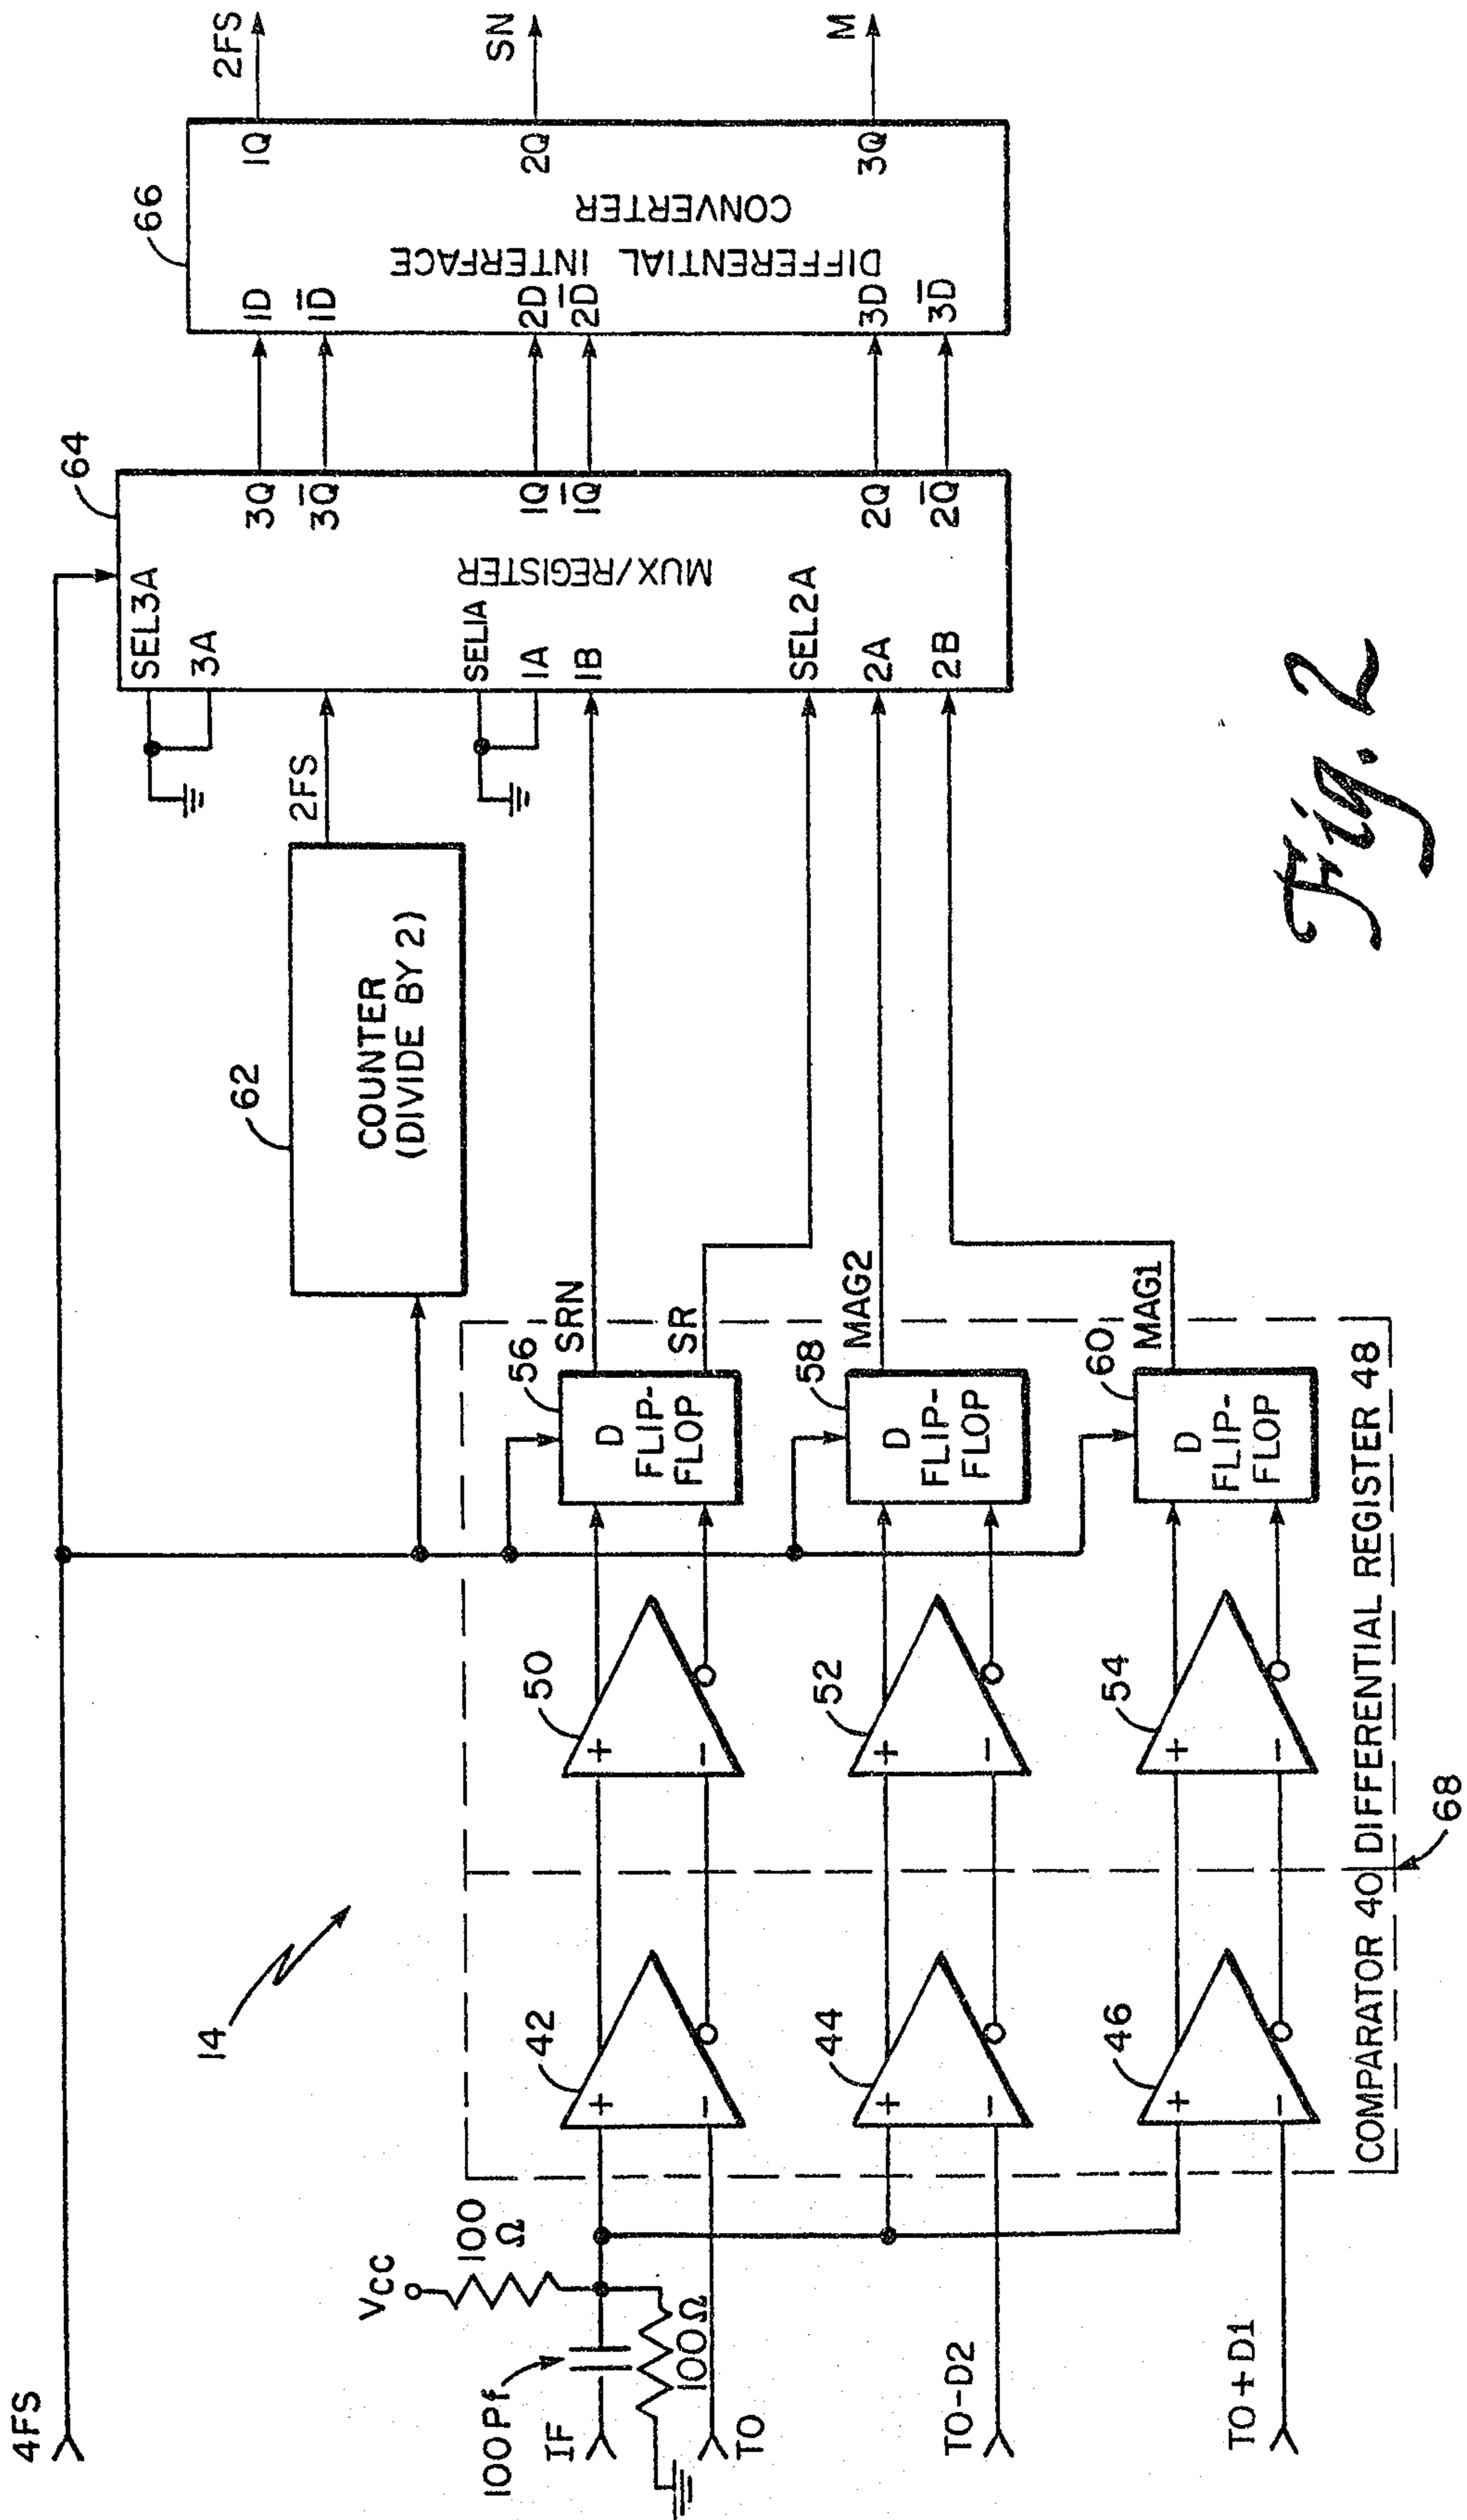 4FS
14
VCC
100
Ω
100Pf
IF
100Ω
TO
TO-D2
TO+D1
42
+
−
44
+
−
46
+
−
50
+
−
52
+
−
54
+
−
COMPARATOR 40
DIFFERENTIAL REGISTER 48
68
56
D
FLIP-
FLOP
SRN
SR
58
D
FLIP-
FLOP
MAG2
60
D
FLIP-
FLOP
MAG1
62
COUNTER
(DIVIDE BY 2)
2FS
64
SEL3A
3A
SEL1A
1A
1B
SEL2A
2A
2B
MUX/REGISTER
3Q
3Q̅
1Q
1Q̅
2Q
2Q̅
66
1D
1D̅
2D
2D̅
3D
3D̅
DIFFERENTIAL INTERFACE
CONVERTER
1Q
2Q
3Q
2FS
SN
M
Fig. 2